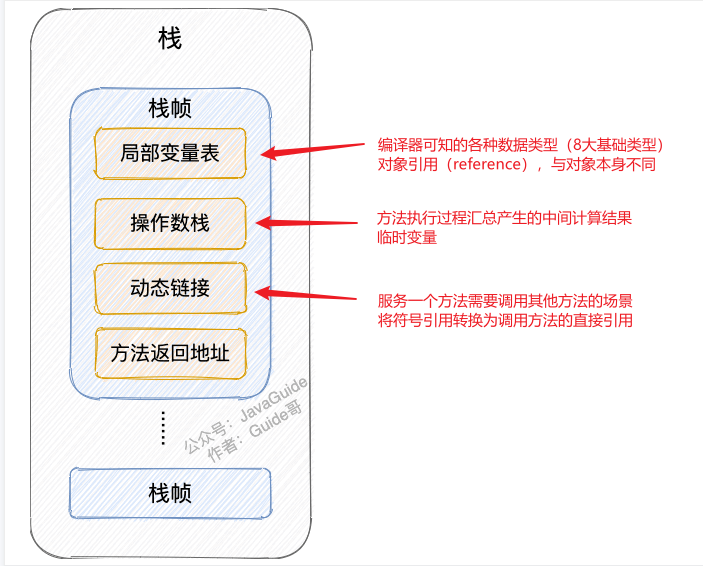 栈
栈帧
局部变量表
编译器可知的各种数据类型（8大基础类型）
对象引用（reference），与对象本身不同
操作数栈
方法执行过程汇总产生的中间计算结果
临时变量
动态链接
服务一个方法需要调用其他方法的场景
将符号引用转换为调用方法的直接引用
方法返回地址
公众号：JavaGuide
作者：Guide哥
......
栈帧